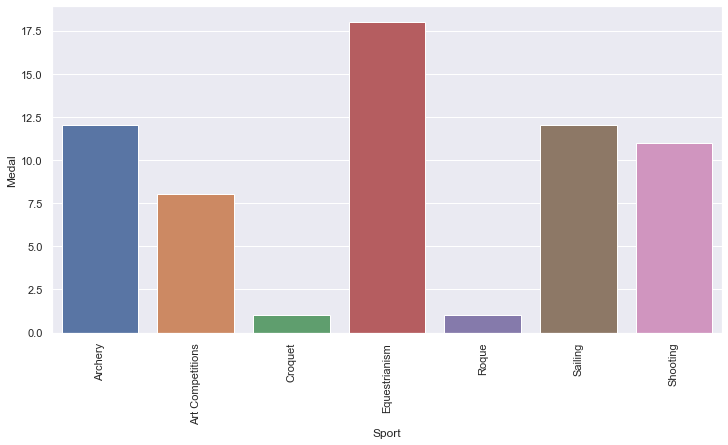 17.5
15.0
12.5
10.0
7.5
5.0
2.5
0.0
Medal
Archery
Art Competitions
Croquet
Equestrianism
Roque
Sailing
Shooting
Sport